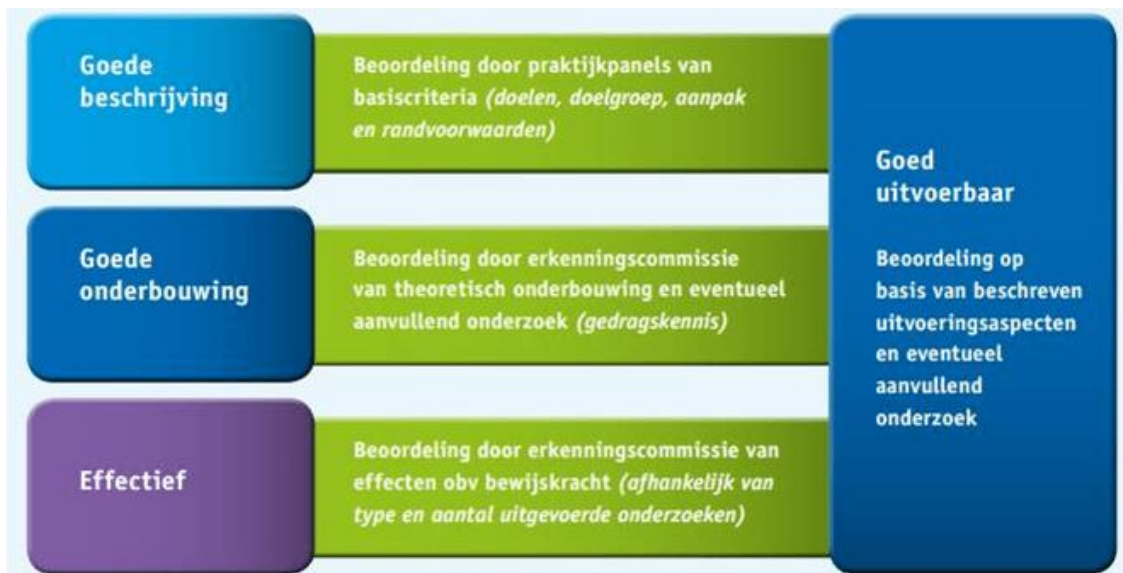 Goede
beschrijving
Beoordeling door praktijkpanels van
basiscriteria (doelen, doelgroep, aanpak
en randvoorwaarden)
Goede
onderbouwing
Beoordeling door erkenningscommissie
van theoretisch onderbouwing en eventueel
aanvullend onderzoek (gedragskennis)
Effectief
Beoordeling door erkenningscommissie van
effecten obv bewijskracht (afhankelijk van
type en aantal uitgevoerde onderzoeken)
Goed
uitvoerbaar
Beoordeling op
basis van beschreven
uitvoeringsaspecten
en eventueel
aanvullend
onderzoek